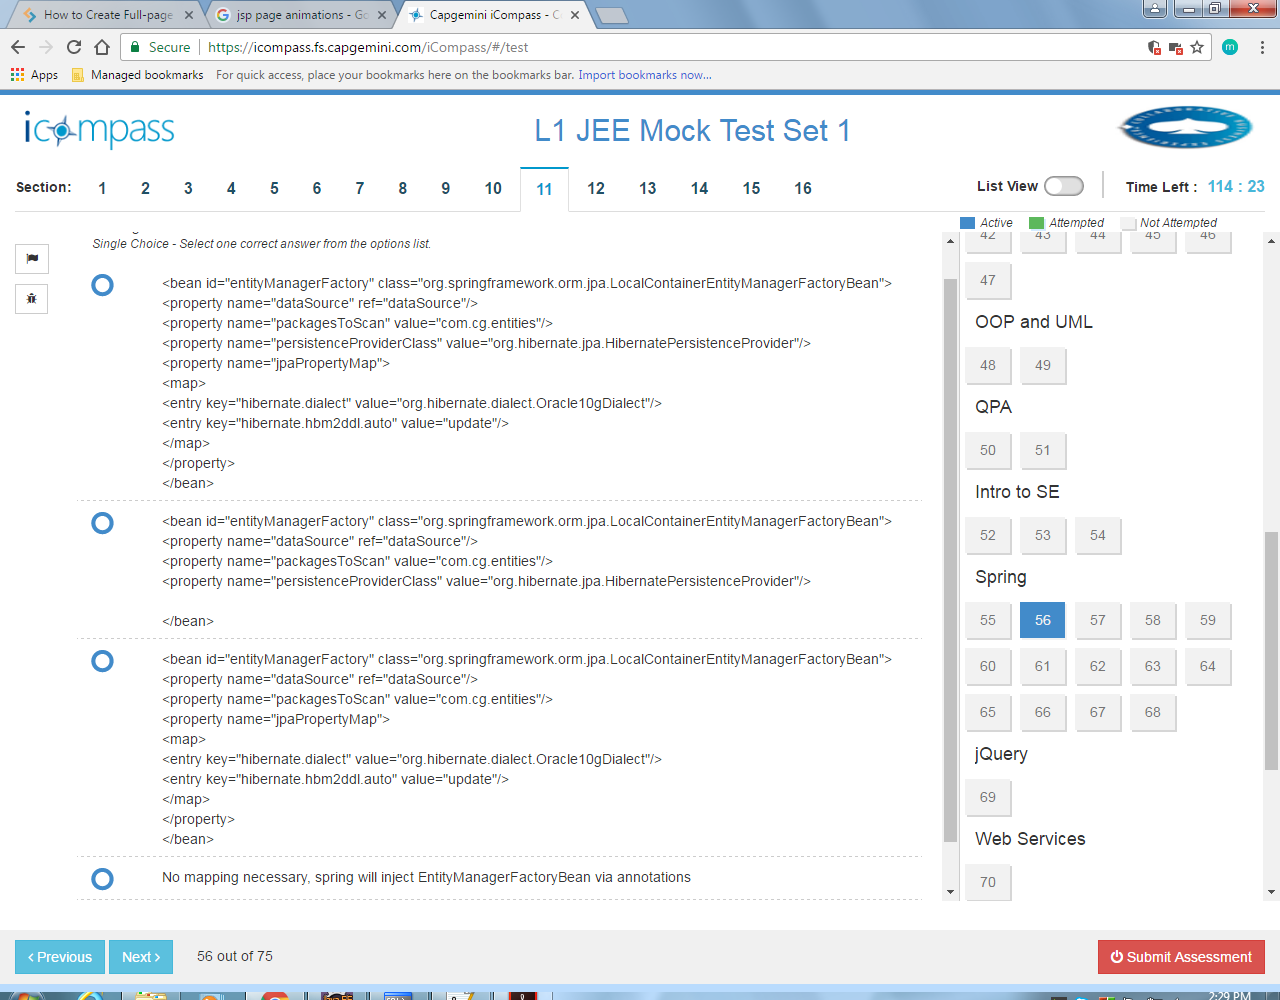 How to Create Full-page
jsp page animations - Go
Capgemini iCompass - C
Secure
https://icompass.fs.capgemini.com/iCompass/#/test
m
Apps
Managed bookmarks
For quick access, place your bookmarks here on the bookmarks bar. Import bookmarks now...
icompass
L1 JEE Mock Test Set 1
Section: 1 2 3 4 5 6 7 8 9 10 11 12 13 14 15 16
List View
Time Left : 114 : 23
Active Attempted Not Attempted
Single Choice - Select one correct answer from the options list.
<bean id="entityManagerFactory" class="org.springframework.orm.jpa.LocalContainerEntityManagerFactoryBean">
<property name="dataSource" ref="dataSource"/>
<property name="packagesToScan" value="com.cg.entities"/>
<property name="persistenceProviderClass" value="org.hibernate.jpa.HibernatePersistenceProvider"/>
<property name="jpaPropertyMap">
<map>
<entry key="hibernate.dialect" value="org.hibernate.dialect.Oracle10gDialect"/>
<entry key="hibernate.hbm2ddl.auto" value="update"/>
</map>
</property>
</bean>
<bean id="entityManagerFactory" class="org.springframework.orm.jpa.LocalContainerEntityManagerFactoryBean">
<property name="dataSource" ref="dataSource"/>
<property name="packagesToScan" value="com.cg.entities"/>
<property name="persistenceProviderClass" value="org.hibernate.jpa.HibernatePersistenceProvider"/>
</bean>
<bean id="entityManagerFactory" class="org.springframework.orm.jpa.LocalContainerEntityManagerFactoryBean">
<property name="dataSource" ref="dataSource"/>
<property name="packagesToScan" value="com.cg.entities"/>
<property name="jpaPropertyMap">
<map>
<entry key="hibernate.dialect" value="org.hibernate.dialect.Oracle10gDialect"/>
<entry key="hibernate.hbm2ddl.auto" value="update"/>
</map>
</property>
</bean>
No mapping necessary, spring will inject EntityManagerFactoryBean via annotations
42 43 44 45 46
47
OOP and UML
48 49
QPA
50 51
Intro to SE
52 53 54
Spring
55 56 57 58 59
60 61 62 63 64
65 66 67 68
jQuery
69
Web Services
70
Previous
Next
56 out of 75
Submit Assessment
2:29 PM